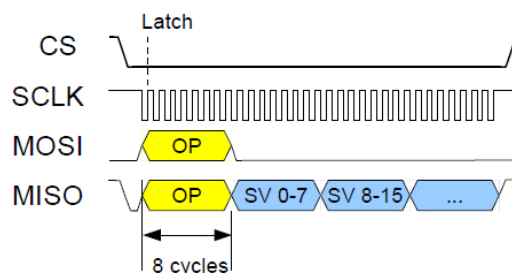 Latch
CS
SCLK
MOSI OP
MISO OP SV 0-7 SV 8-15 ...
8 cycles